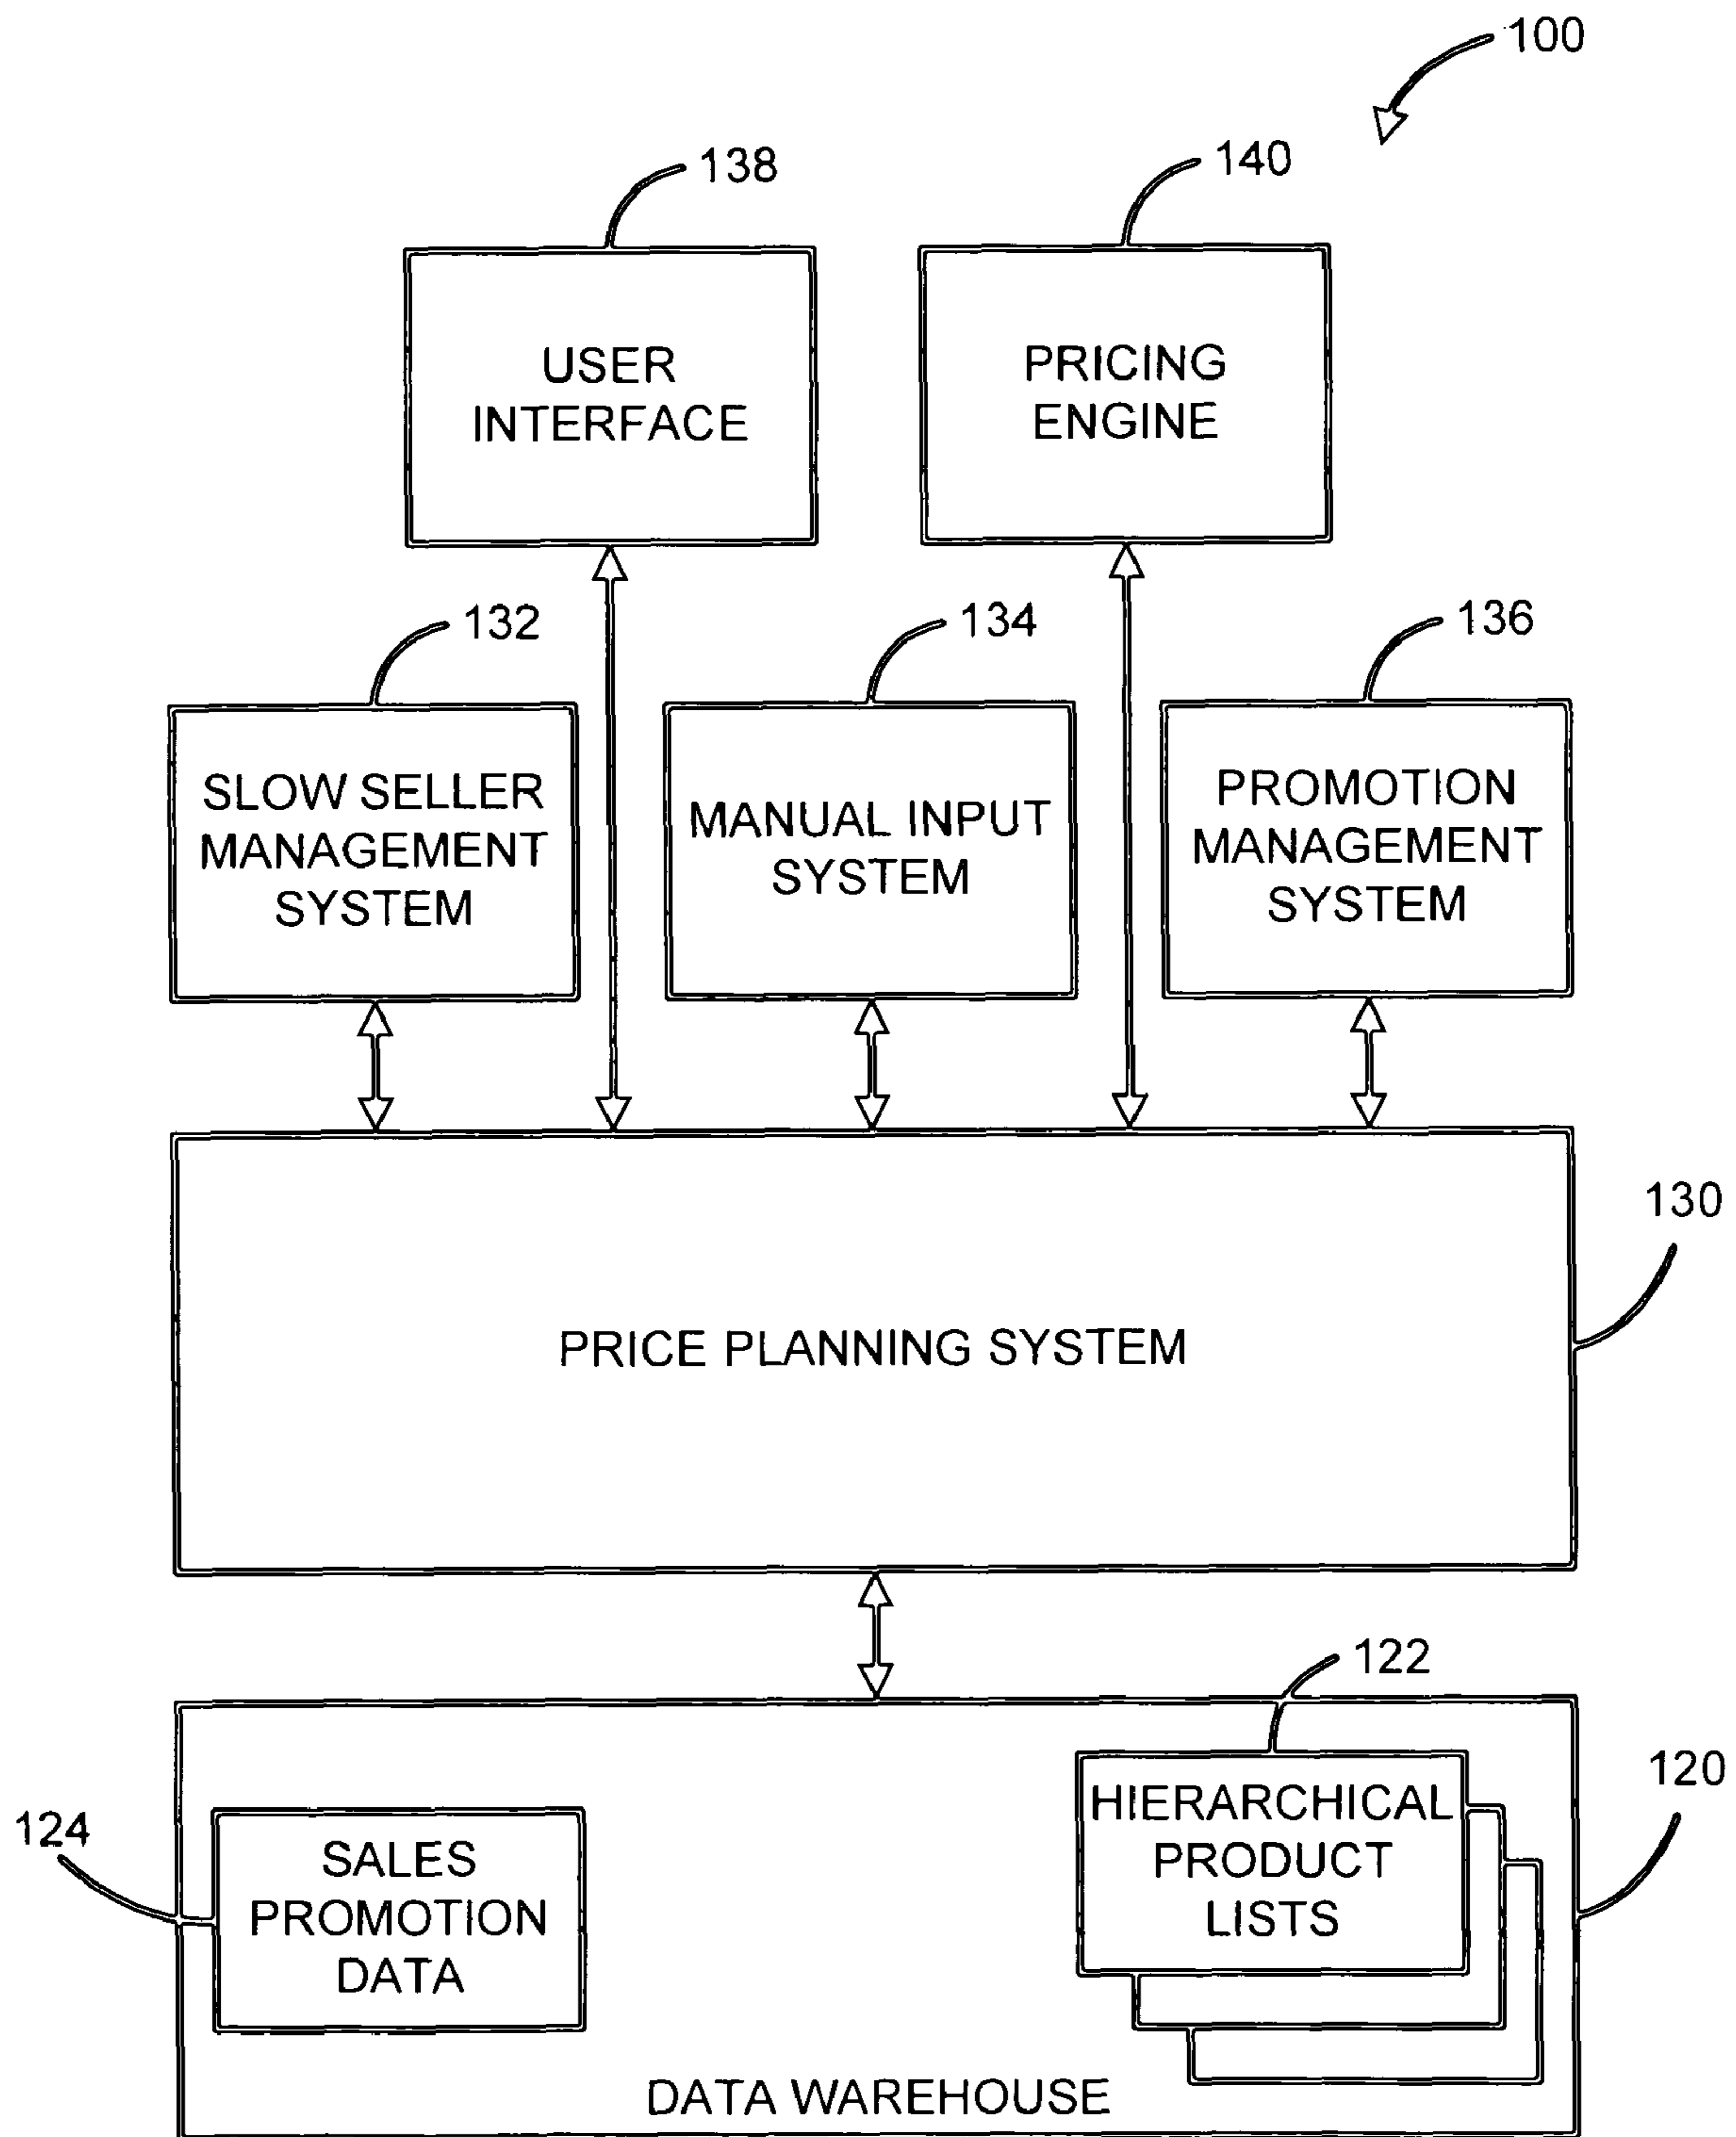 100
138
140
USER
INTERFACE
PRICING
ENGINE
132
134
136
SLOW SELLER
MANAGEMENT
SYSTEM
MANUAL INPUT
SYSTEM
PROMOTION
MANAGEMENT
SYSTEM
130
PRICE PLANNING SYSTEM
122
120
124
HIERARCHICAL
PRODUCT
LISTS
SALES
PROMOTION
DATA
DATA WAREHOUSE